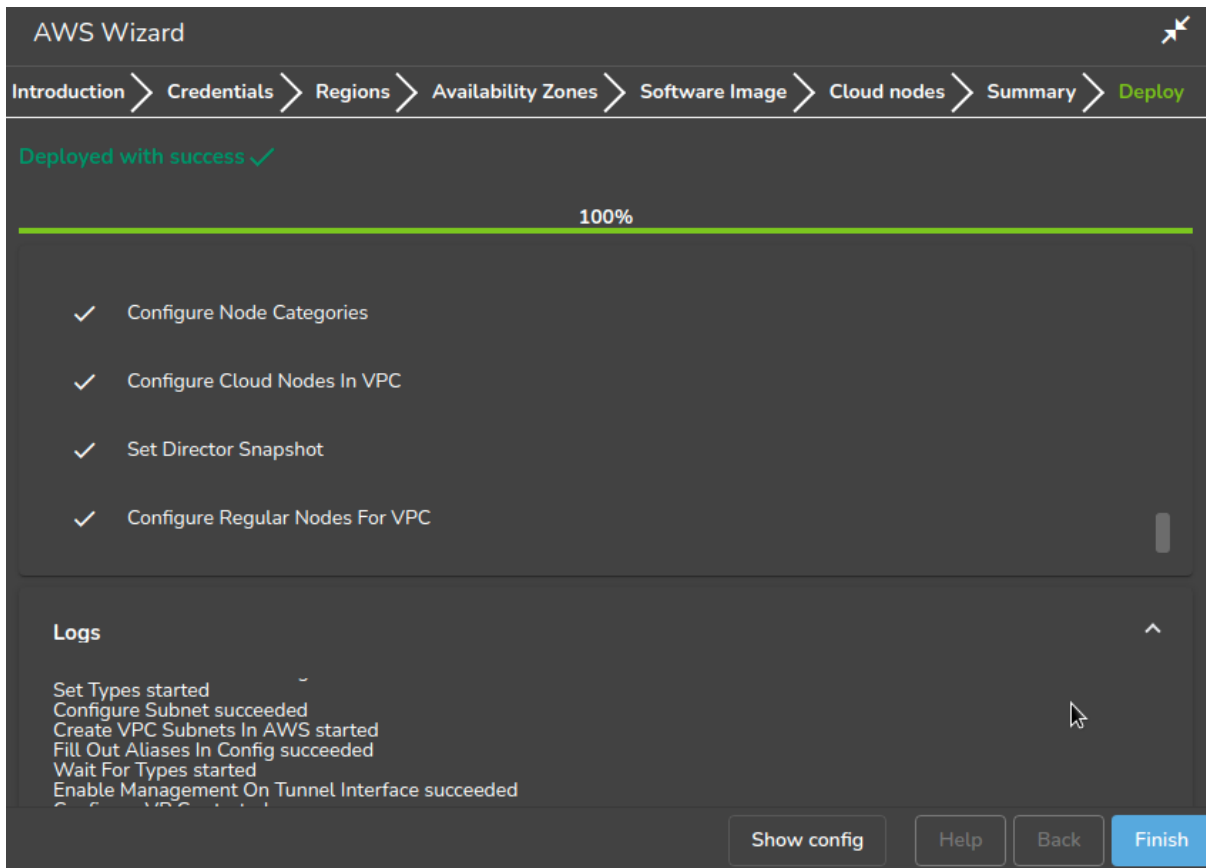 AWS Wizard
Introduction Credentials Regions Availability Zones Software Image Cloud nodes Summary Deploy
Deployed with success
100%
Configure Node Categories
Configure Cloud Nodes In VPC
Set Director Snapshot
Configure Regular Nodes For VPC
Logs
Set Types started
Configure Subnet succeeded
Create VPC Subnets In AWS started
Fill Out Aliases In Config succeeded
Wait For Types started
Enable Management On Tunnel Interface succeeded
Show config Help Back Finish